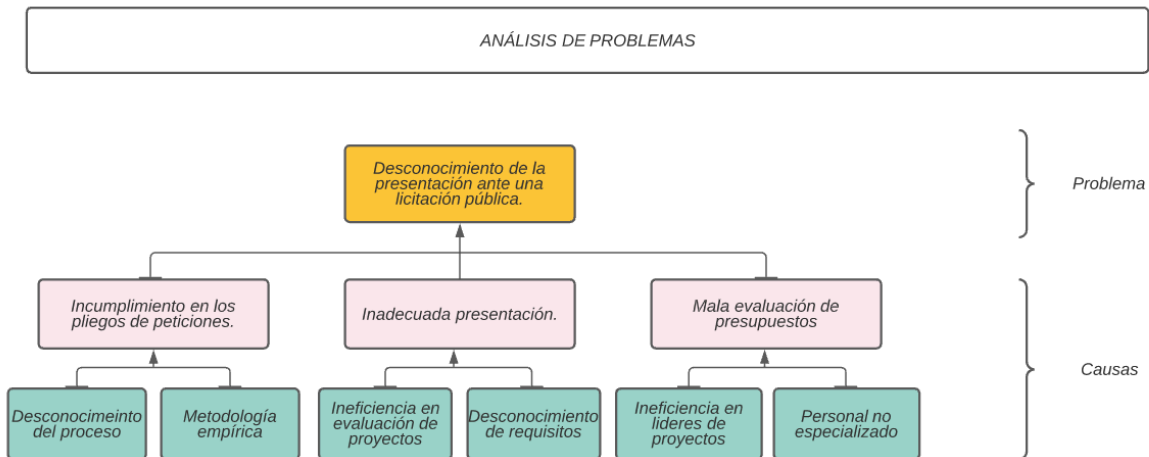 ANÁLISIS DE PROBLEMAS
Desconocimiento de la
presentación ante una
licitación pública.
Problema
Incumplimiento en los
pliegos de peticiones.
Inadecuada presentación.
Mala evaluación de
presupuestos
Causas
Desconocimeinto
del proceso
Metodología
empírica
Ineficiencia en
evaluación de
proyectos
Desconocimiento
de requisitos
Ineficiencia en
lideres de
proyectos
Personal no
especializado